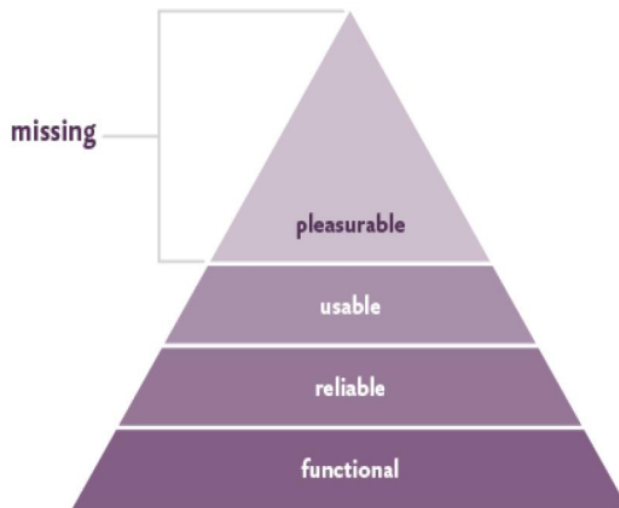 missing
pleasurable
usable
reliable
functional